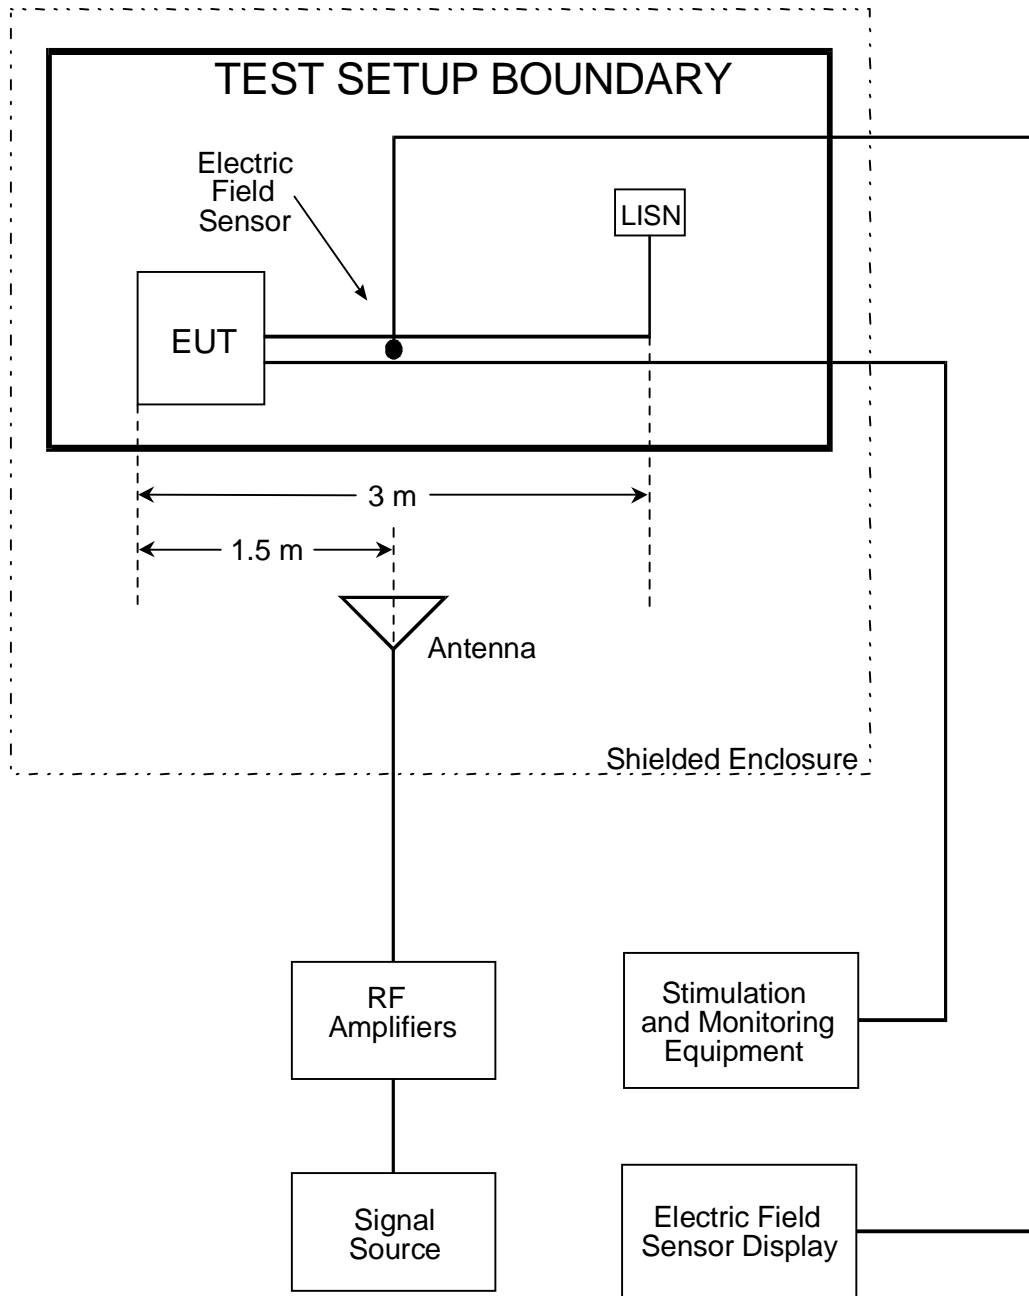 TEST SETUP BOUNDARY
Electric
Field
Sensor
LISN
EUT
3 m
1.5 m
Antenna
Shielded Enclosure
RF
Amplifiers
Stimulation
and Monitoring
Equipment
Signal
Source
Electric Field
Sensor Display